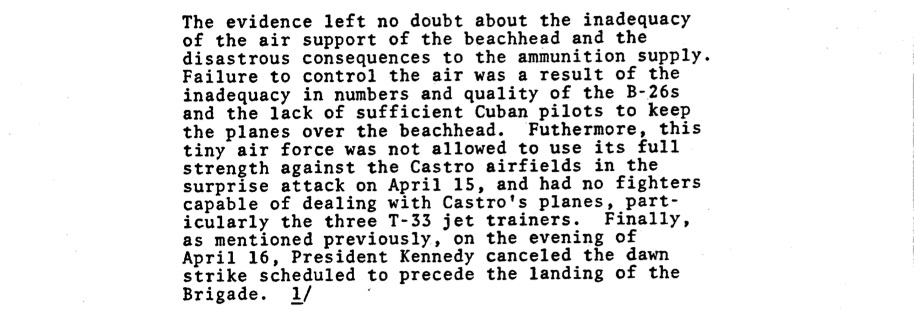 The evidence left no doubt about the inadequacy
of the air support of the beachhead and the
disastrous consequences to the ammunition supply.
Failure to control the air was a result of the
inadequacy in numbers and quality of the B-26s
and the lack of sufficient Cuban pilots to keep
the planes over the beachhead.  Futhermore, this
tiny air force was not allowed to use its full
strength against the Castro airfields in the
surprise attack on April 15, and had no fighters
capable of dealing with Castro's planes, part-
icularly the three T-33 jet trainers.  Finally,
as mentioned previously, on the evening of
April 16, President Kennedy canceled the dawn
strike scheduled to precede the landing of the
Brigade.  1/